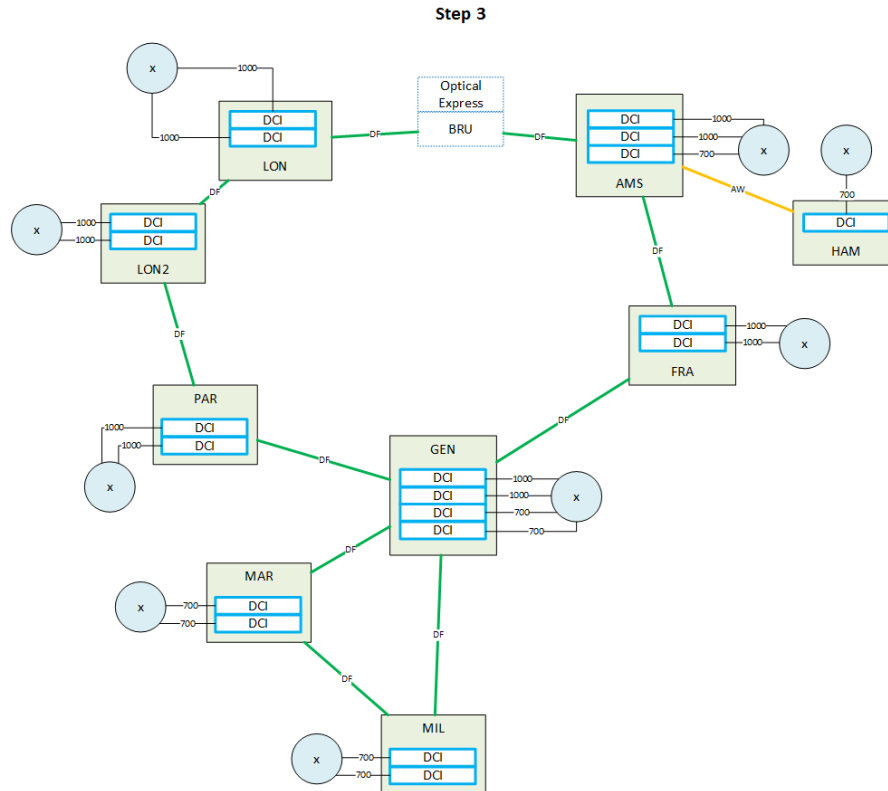 Step 3
x
1000
1000
DCI
DCI
LON
DF
Optical
Express
BRU
DF
DCI
DCI
DCI
AMS
1000
1000
700
x
x
700
AW
DCI
HAM
DF
x
1000
1000
DCI
DCI
LON2
DF
DF
DCI
DCI
FRA
1000
1000
x
PAR
DCI
DCI
1000
1000
x
DF
DF
GEN
DCI
DCI
DCI
DCI
1000
1000
700
700
x
DF
MAR
DCI
DCI
700
700
x
DF
DF
MIL
DCI
DCI
700
700
x